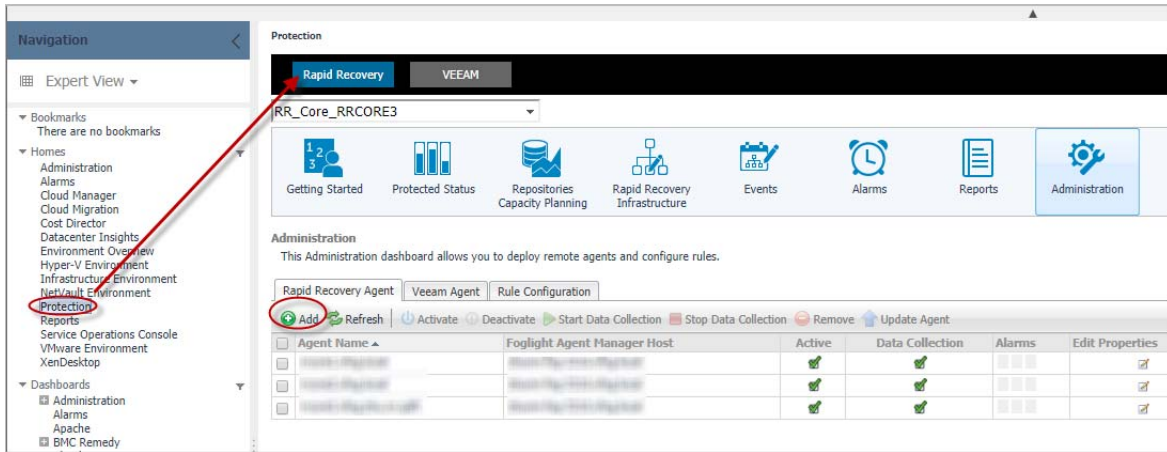 Navigation
Expert View
Bookmarks
There are no bookmarks
Homes
Administration
Alarms
Cloud Manager
Cloud Migration
Cost Director
Datacenter Insights
Environment Overview
Hyper-V Environment
Infrastructure Environment
NetVault Environment
Protection
Reports
Service Operations Console
VMware Environment
XenDesktop
Dashboards
Administration
Alarms
Apache
BMC Remedy
Protection
Rapid Recovery VEEAM
RR_Core_RRCORE3
1 2 3
Getting Started Protected Status Repositories Rapid Recovery Events Alarms Reports Administration
Capacity Planning Infrastructure
Administration
This Administration dashboard allows you to deploy remote agents and configure rules.
Rapid Recovery Agent Veeam Agent Rule Configuration
Add Refresh Activate Deactivate Start Data Collection Stop Data Collection Remove Update Agent
Agent Name Foglight Agent Manager Host Active Data Collection Alarms Edit Properties